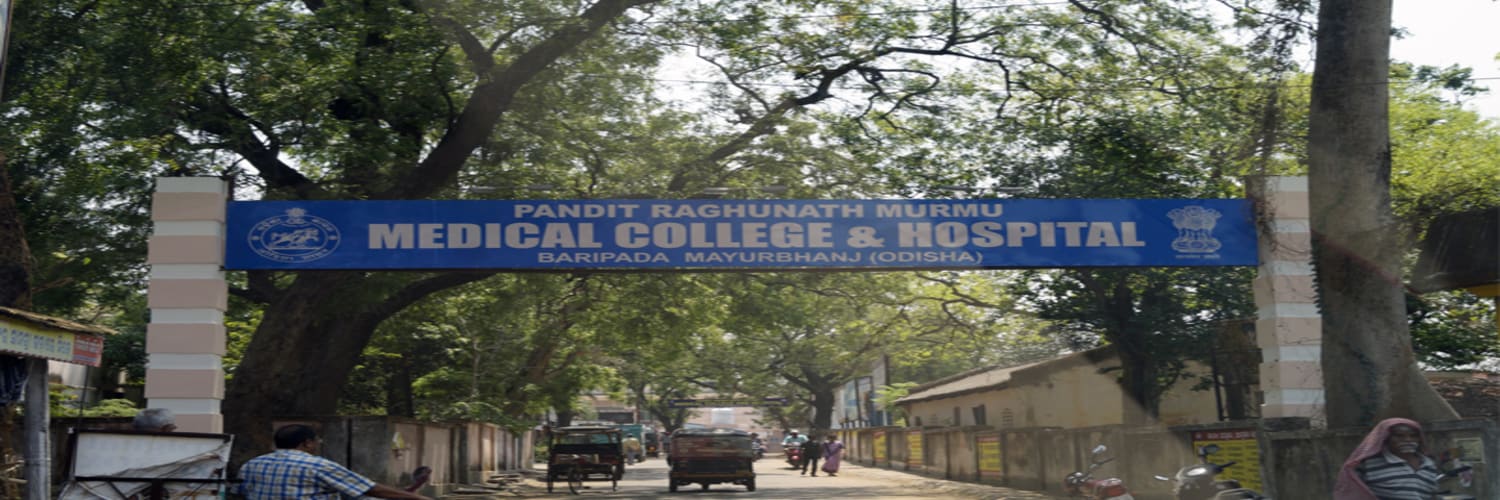 PANDIT RAGHUNATH MURMU
MEDICAL COLLEGE & HOSPITAL
BARIPADA MAYURBHANJ (ODISHA)